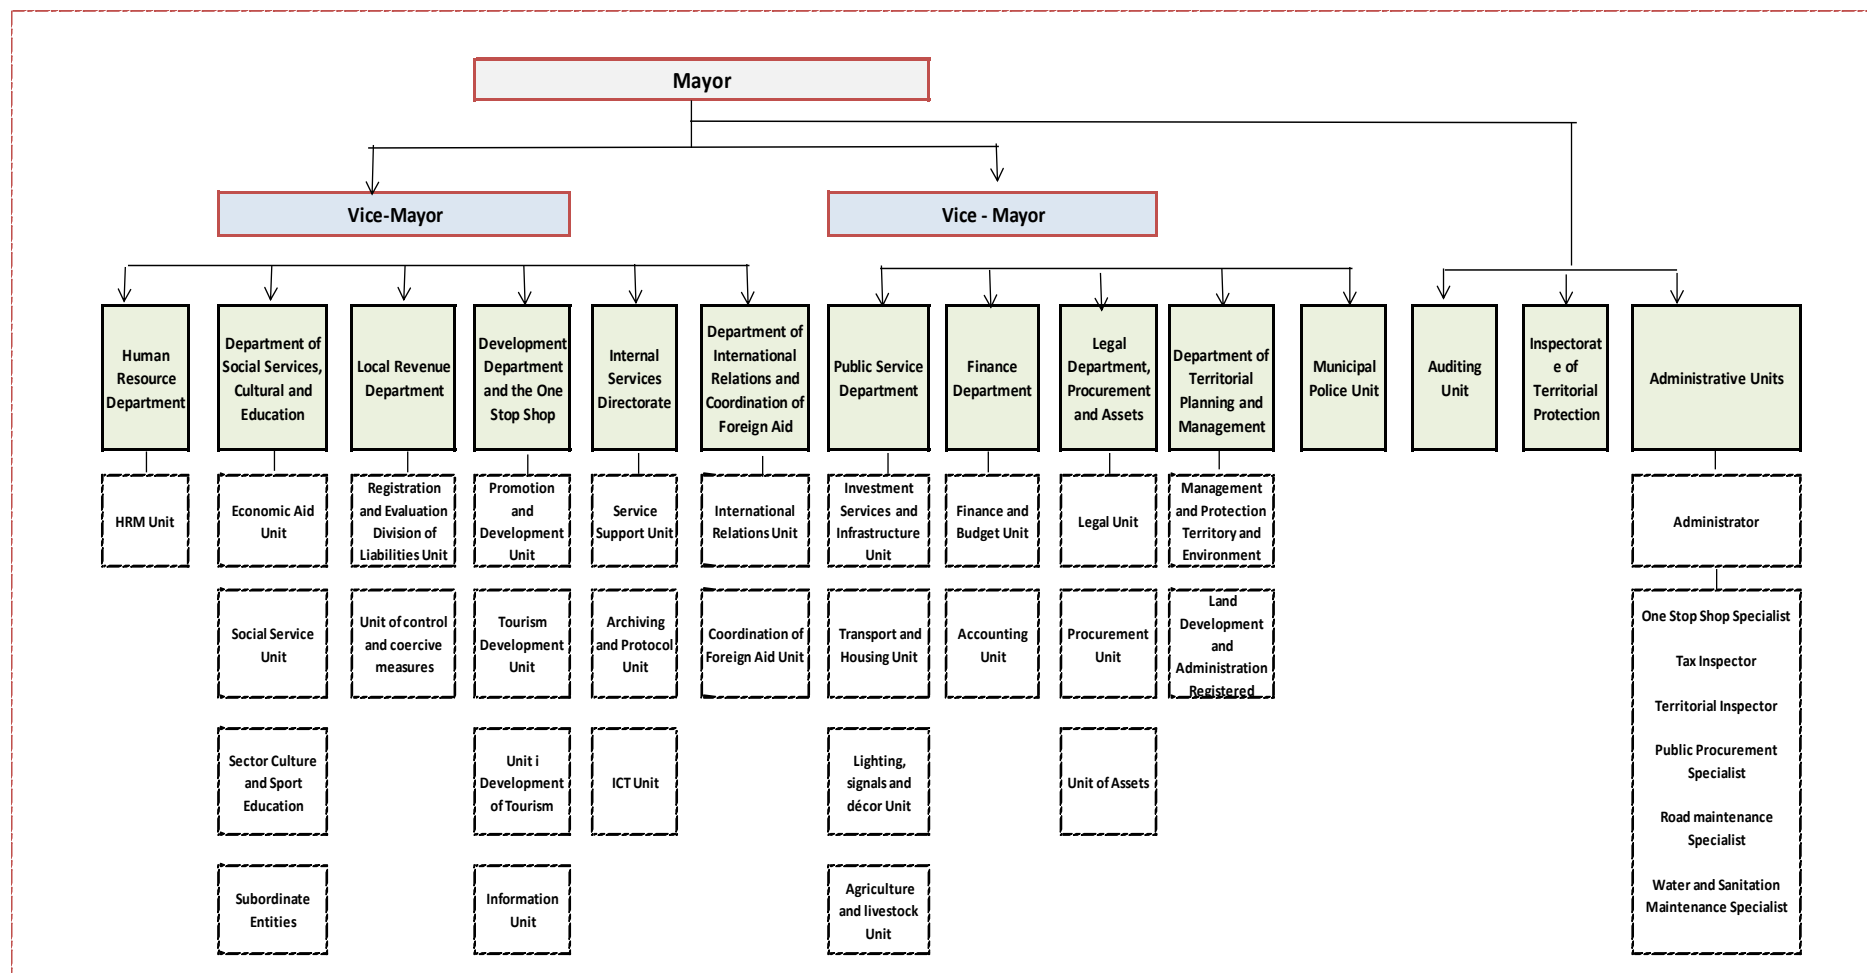 Mayor
Vice-Mayor
Vice - Mayor
Human
Resource
Department
Department of
Social Services,
Cultural and
Education
Local Revenue
Department
Development
Department
and the One
Stop Shop
Internal
Services
Directorate
Department of
International
Relations and
Coordination of
Foreign Aid
Public Service
Department
Finance
Department
Legal
Department,
Procurement
and Assets
Department of
Territorial
Planning and
Management
Municipal
Police Unit
Auditing
Unit
Inspectorat
e of
Territorial
Protection
Administrative Units
HRM Unit
Economic Aid
Unit
Registration
and Evaluation
Division of
Liabilities Unit
Promotion
and
Development
Unit
Service
Support Unit
International
Relations Unit
Investment
Services and
Infrastructure
Unit
Finance and
Budget Unit
Legal Unit
Management
and Protection
Territory and
Environment
Administrator
Social Service
Unit
Unit of control
and coercive
measures
Tourism
Development
Unit
Archiving
and Protocol
Unit
Coordination of
Foreign Aid Unit
Transport and
Housing Unit
Accounting
Unit
Procurement
Unit
Land
Development
and
Administration
Registered
One Stop Shop Specialist
Tax Inspector
Territorial Inspector
Public Procurement
Specialist
Road maintenance
Specialist
Water and Sanitation
Maintenance Specialist
Sector Culture
and Sport
Education
Unit i
Development
of Tourism
ICT Unit
Lighting,
signals and
décor Unit
Unit of Assets
Subordinate
Entities
Information
Unit
Agriculture
and livestock
Unit